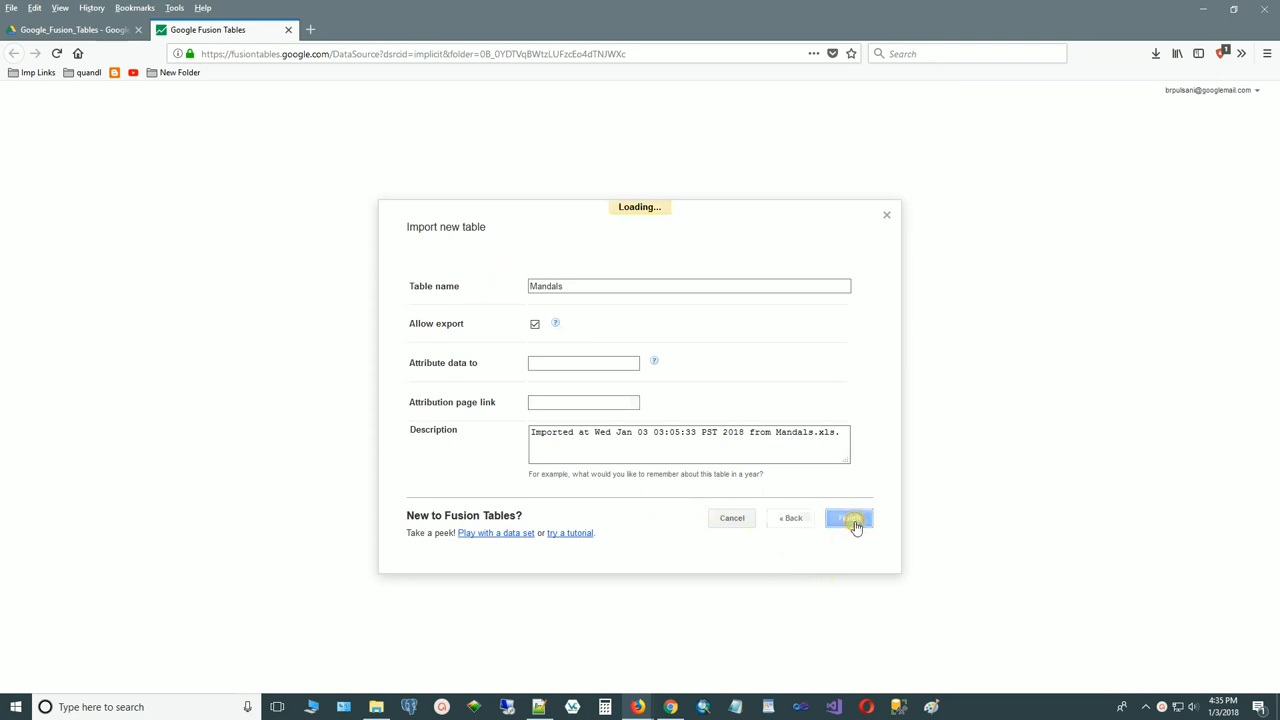 File Edit View History Bookmarks Tools Help
Google_Fusion_Tables - Goog
Google Fusion Tables
https://fusiontables.google.com/DataSource?dsrcid=implicit&folder=0B_0YDTVqBWtzLUFzcEo4dTNJWXc
Search
1
Imp Links quandl New Folder
brpulsani@googlemail.com
Loading...
Import new table
Table name Mandals
Allow export
Attribute data to
Attribution page link
Description Imported at Wed Jan 03 03:05:33 PST 2018 from Mandals.xls.
For example, what would you like to remember about this table in a year?
New to Fusion Tables?
Cancel « Back
Take a peek! Play with a data set or try a tutorial.
Type here to search
4:35 PM
1/3/2018